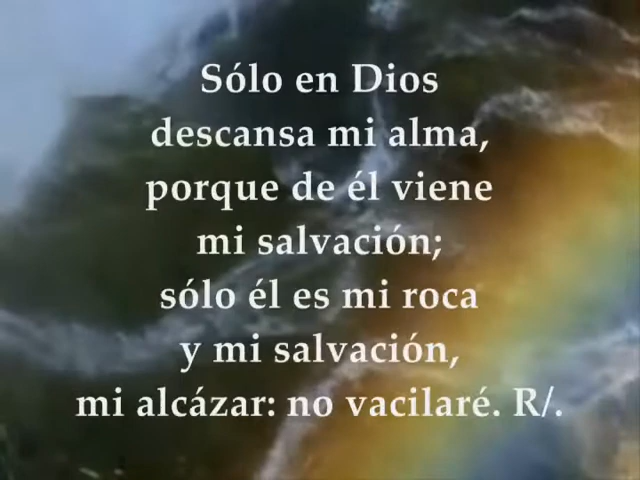 Sólo en Dios
descansa mi alma,
porque de él viene
mi salvación;
sólo él es mi roca
y mi salvación,
mi alcázar: no vacilaré. R/.